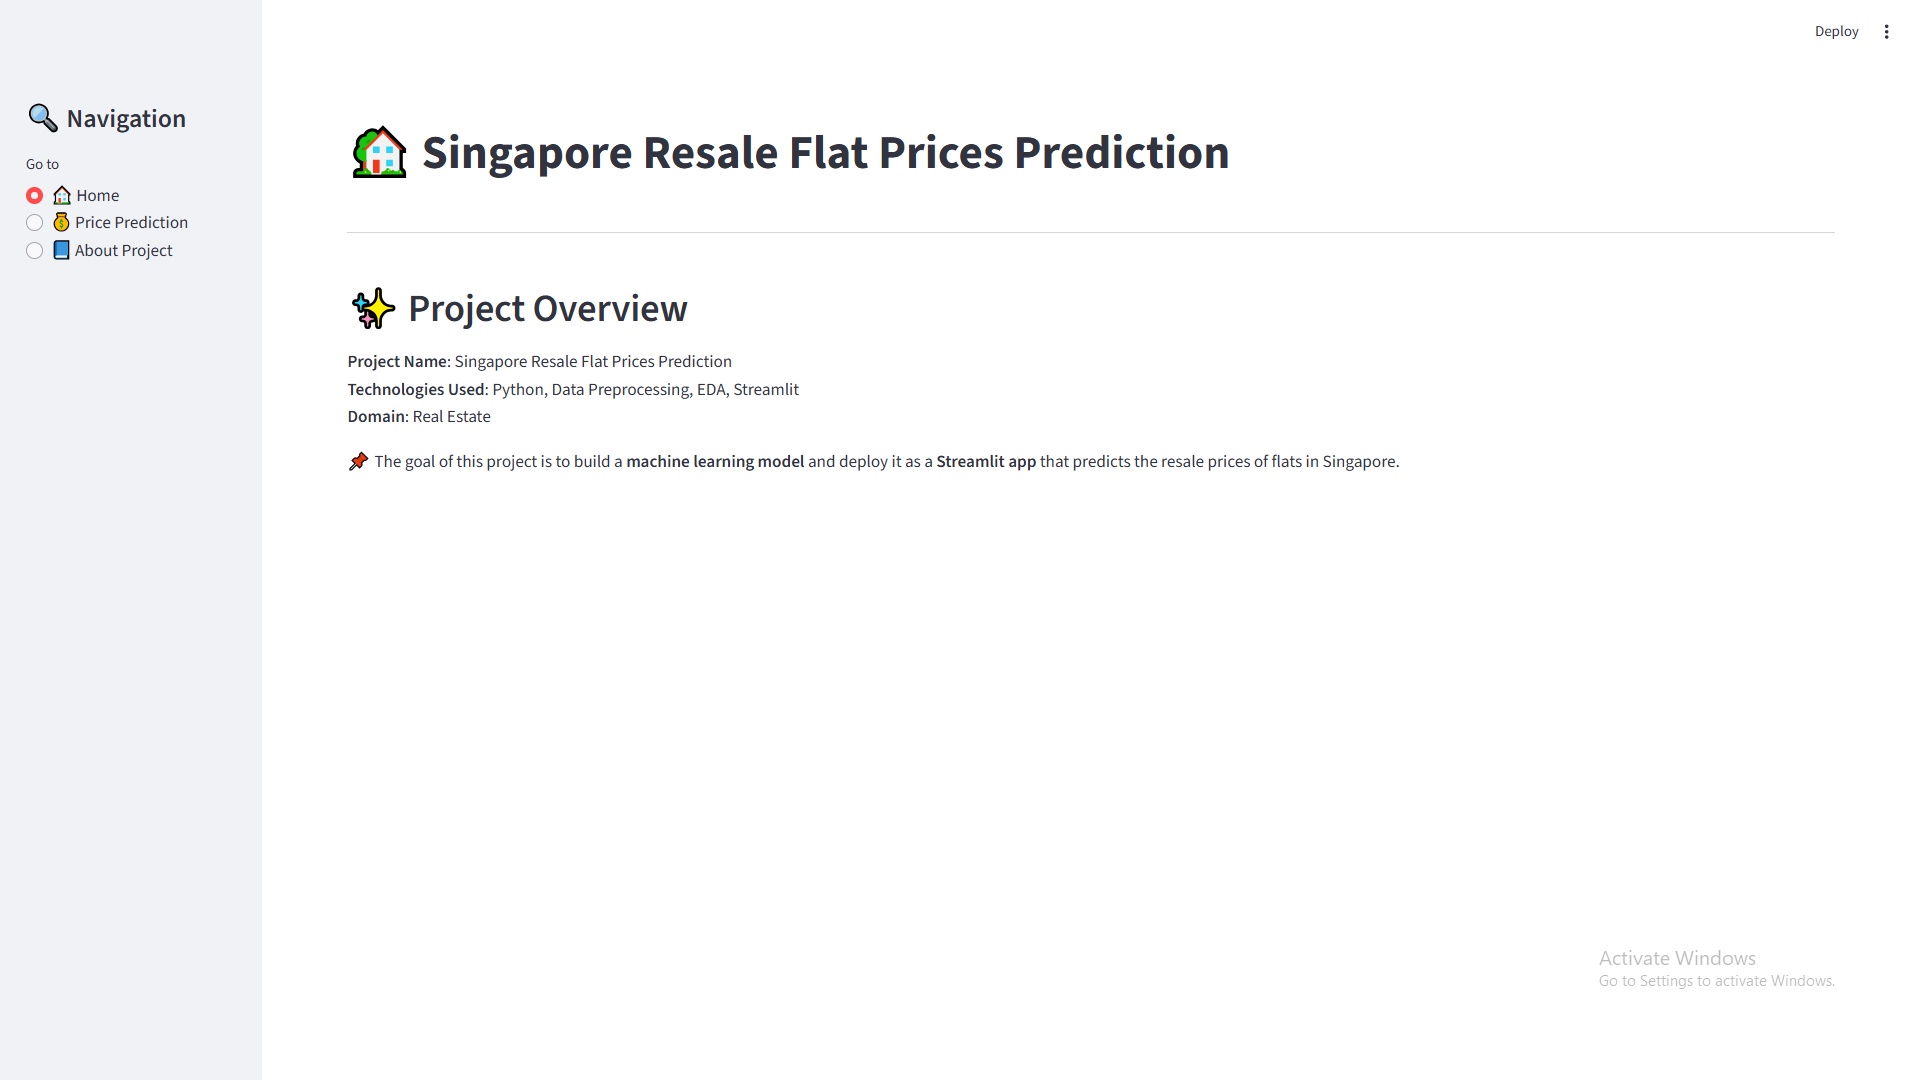 Deploy
Navigation
Go to
Home
Price Prediction
About Project
Singapore Resale Flat Prices Prediction
Project Overview
Project Name: Singapore Resale Flat Prices Prediction
Technologies Used: Python, Data Preprocessing, EDA, Streamlit
Domain: Real Estate
The goal of this project is to build a machine learning model and deploy it as a Streamlit app that predicts the resale prices of flats in Singapore.
Activate Windows
Go to Settings to activate Windows.